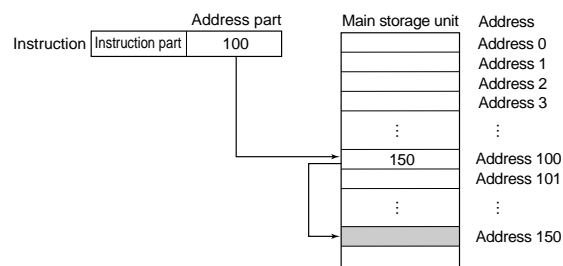 Address part
Instruction Instruction part 100
Main storage unit Address
Address 0
Address 1
Address 2
Address 3
⋮ ⋮
150 Address 100
Address 101
⋮ ⋮
Address 150